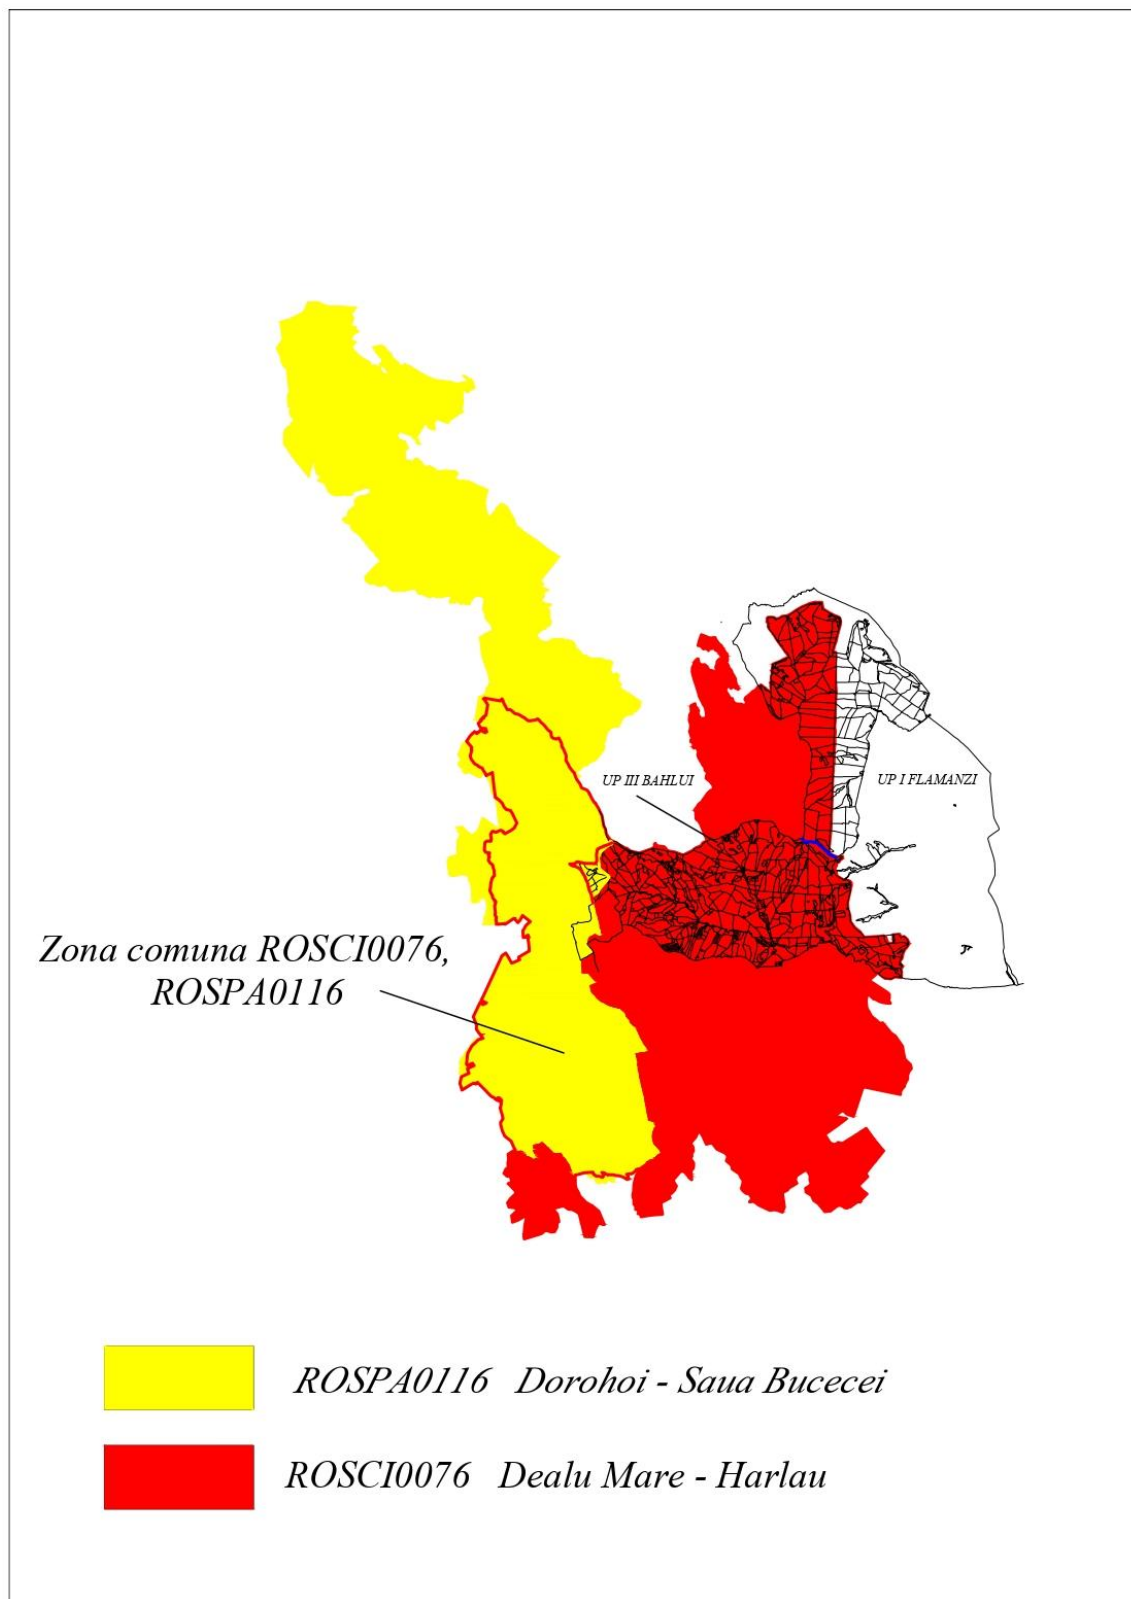 UP III BAHLUI
UP I FLAMANZI
Zona comuna ROSCI0076,
ROSPA0116
ROSPA0116 Dorohoi - Saua Bucecei
ROSCI0076 Dealu Mare - Harlau